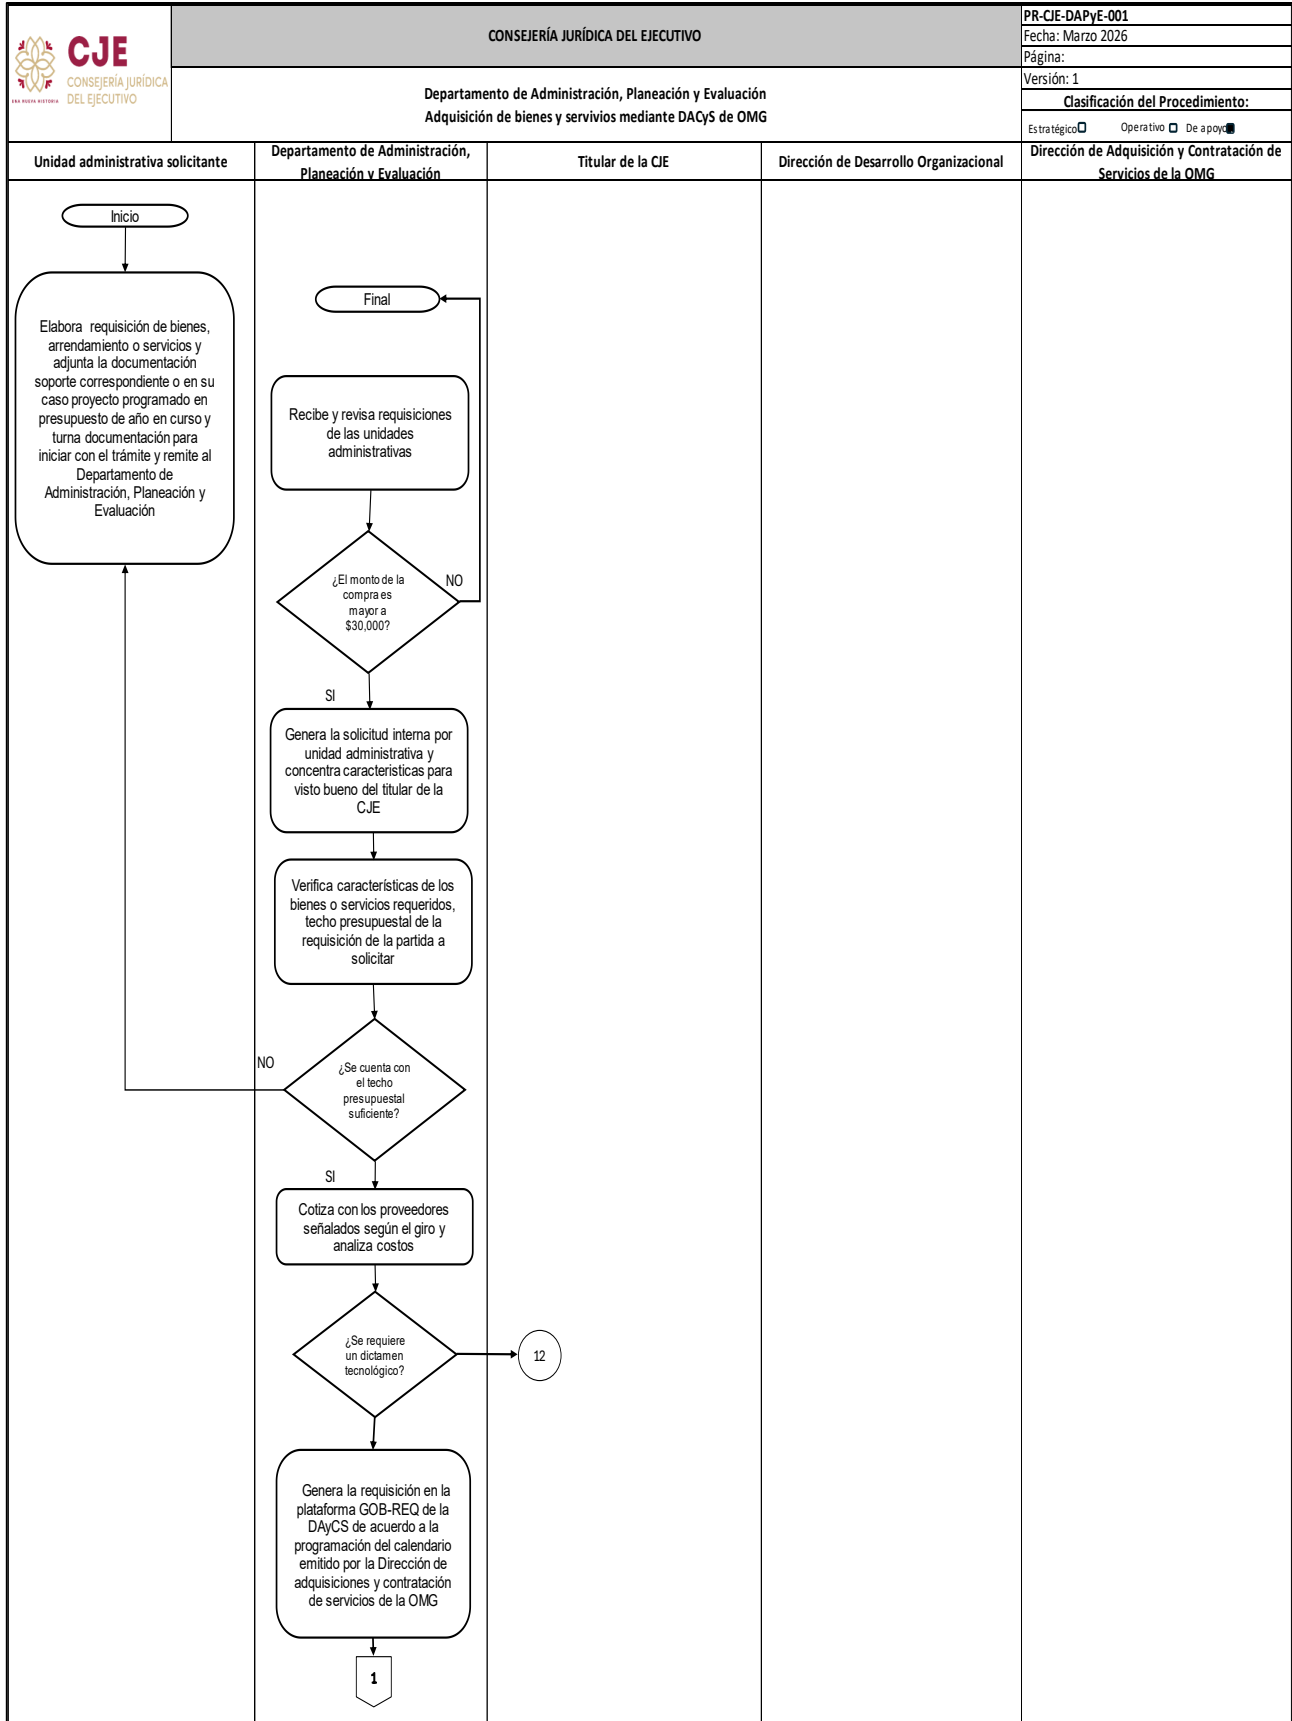 CJE
CONSEJERÍA JURÍDICA
DEL EJECUTIVO
UNA NUEVA HISTORIA
CONSEJERÍA JURÍDICA DEL EJECUTIVO
Departamento de Administración, Planeación y Evaluación
Adquisición de bienes y servivios mediante DACyS de OMG
PR-CJE-DAPyE-001
Fecha: Marzo 2026
Página:
Versión: 1
Clasificación del Procedimiento:
Estratégico Operativo De apoyo
Unidad administrativa solicitante
Departamento de Administración,
Planeación y Evaluación
Titular de la CJE
Dirección de Desarrollo Organizacional
Dirección de Adquisición y Contratación de
Servicios de la OMG
Inicio
Elabora requisición de bienes,
arrendamiento o servicios y
adjunta la documentación
soporte correspondiente o en su
caso proyecto programado en
presupuesto de año en curso y
turna documentación para
iniciar con el trámite y remite al
Departamento de
Administración, Planeación y
Evaluación
Final
Recibe y revisa requisiciones
de las unidades
administrativas
¿El monto de la
compra es
mayor a
$30,000?
NO
SI
Genera la solicitud interna por
unidad administrativa y
concentra caracteristicas para
visto bueno del titular de la
CJE
Verifica características de los
bienes o servicios requeridos,
techo presupuestal de la
requisición de la partida a
solicitar
¿Se cuenta con
el techo
presupuestal
suficiente?
NO
SI
Cotiza con los proveedores
señalados según el giro y
analiza costos
¿Se requiere
un dictamen
tecnológico?
12
Genera la requisición en la
plataforma GOB-REQ de la
DAyCS de acuerdo a la
programación del calendario
emitido por la Dirección de
adquisiciones y contratación
de servicios de la OMG
1